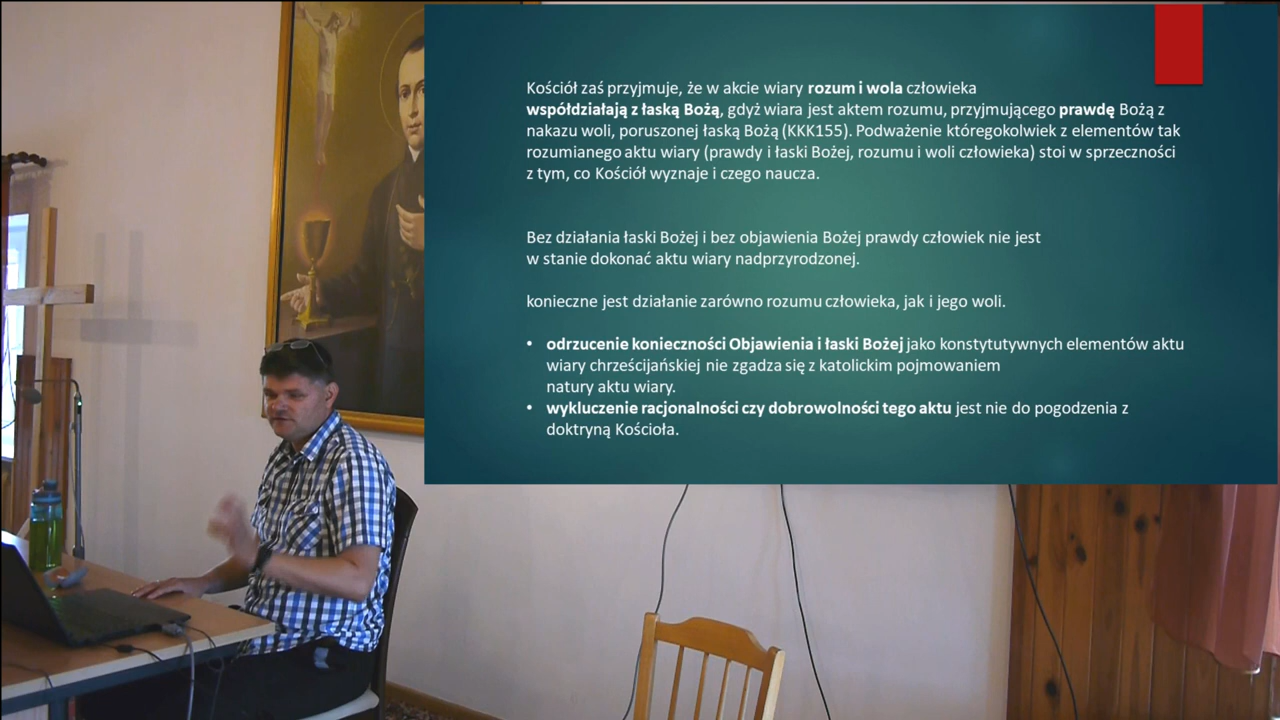 Kościół zaś przyjmuje, że w akcie wiary rozum i wola człowieka
współdziałają z łaską Bożą, gdyż wiara jest aktem rozumu, przyjmującego prawdę Bożą z
nakazu woli, poruszonej łaską Bożą (KKK155). Podważenie któregokolwiek z elementów tak
rozumianego aktu wiary (prawdy i łaski Bożej, rozumu i woli człowieka) stoi w sprzeczności
z tym, co Kościół wyznaje i czego naucza.
Bez działania łaski Bożej i bez objawienia Bożej prawdy człowiek nie jest
w stanie dokonać aktu wiary nadprzyrodzonej.
konieczne jest działanie zarówno rozumu człowieka, jak i jego woli.
• odrzucenie konieczności Objawienia i łaski Bożej jako konstytutywnych elementów aktu
wiary chrześcijańskiej nie zgadza się z katolickim pojmowaniem
natury aktu wiary.
• wykluczenie racjonalności czy dobrowolności tego aktu jest nie do pogodzenia z
doktryną Kościoła.